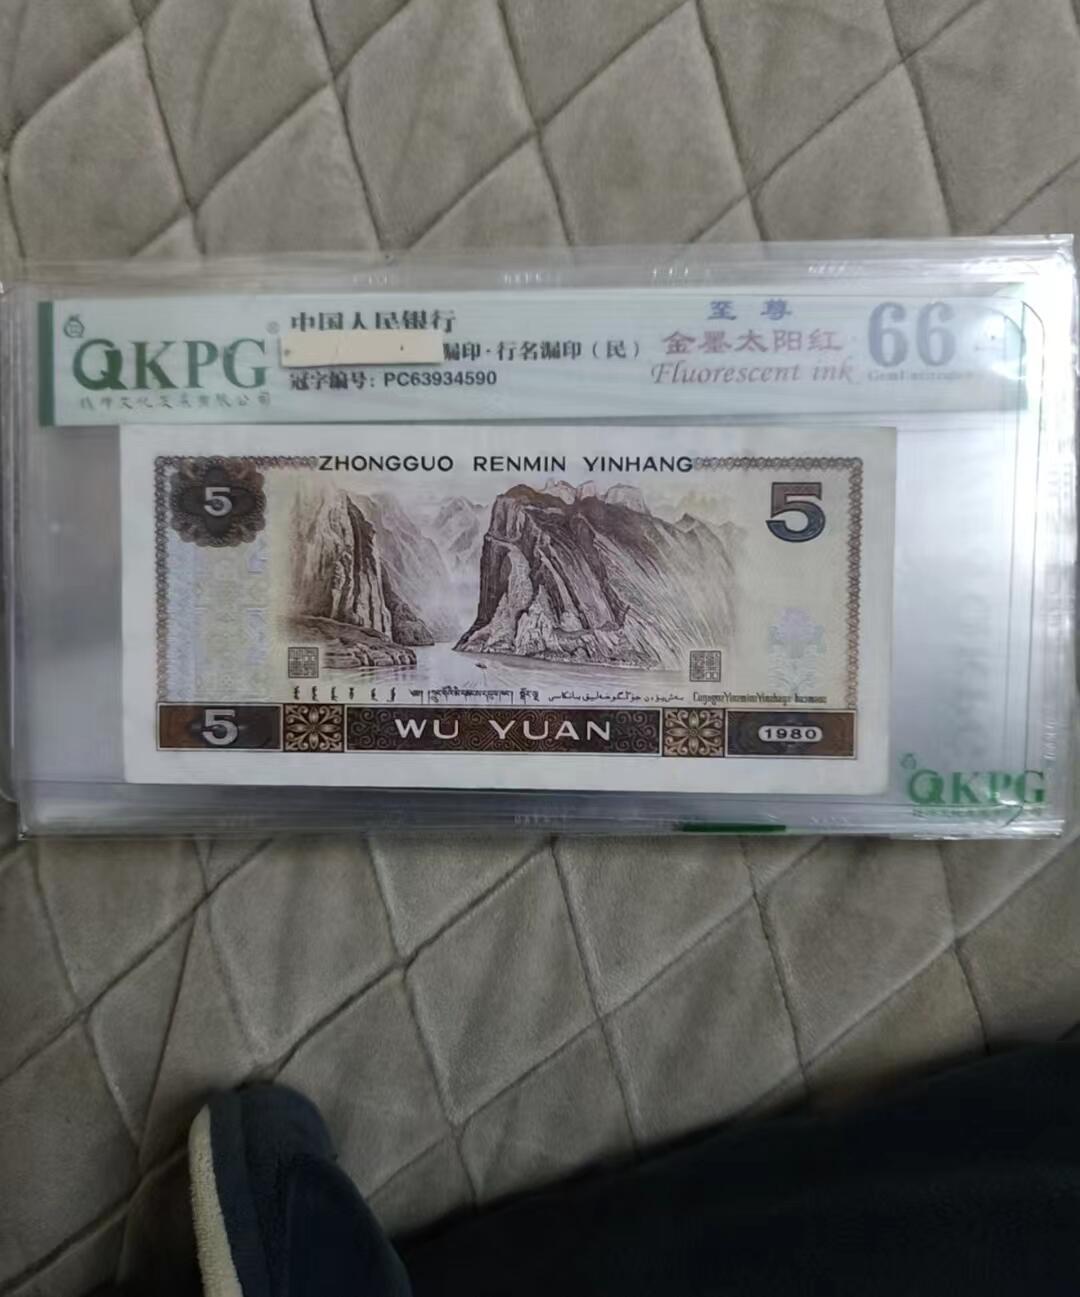 QKPG
®
中国人民银行
漏印·行名漏印（民）
冠字编号: PC63934590
至尊
金墨太阳红
Fluorescent ink
66
ZHONGGUO RENMIN YINHANG
5
5
5
WU YUAN
1980
QKPG